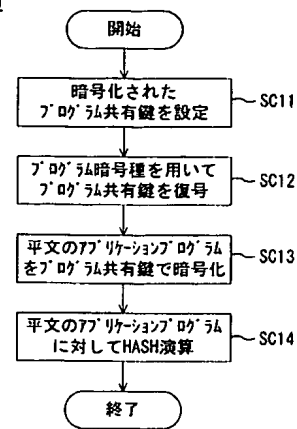 開始
暗号化された
プログラム共有鍵を設定
SC11
プログラム暗号種を用いて
プログラム共有鍵を復号
SC12
平文のアプリケーションプログラム
をプログラム共有鍵で暗号化
SC13
平文のアプリケーションプログラム
に対してHASH演算
SC14
終了